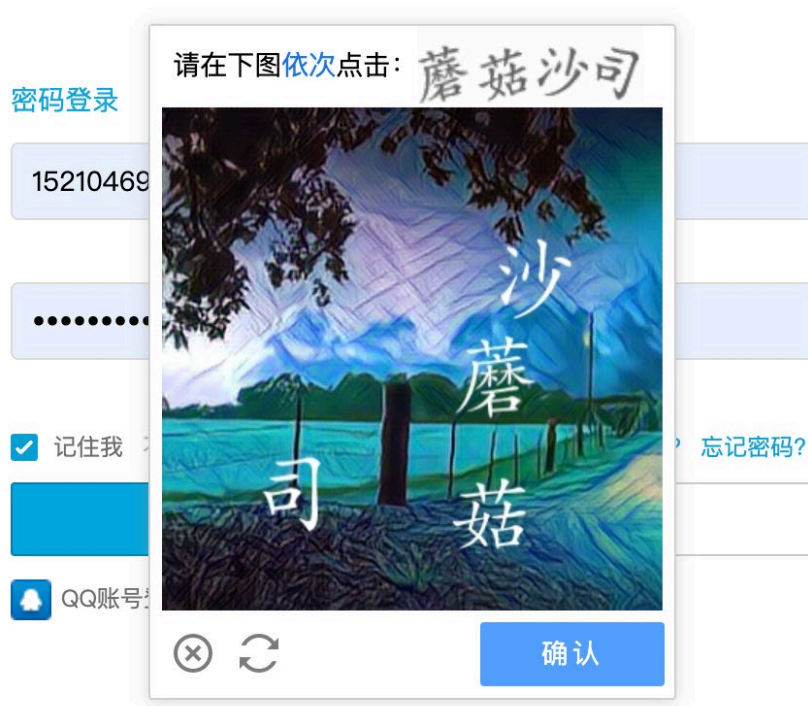 请在下图依次点击：蘑菇沙司
密码登录
15210469
沙
蘑
记住我
忘记密码?
司
菇
QQ账号
确认